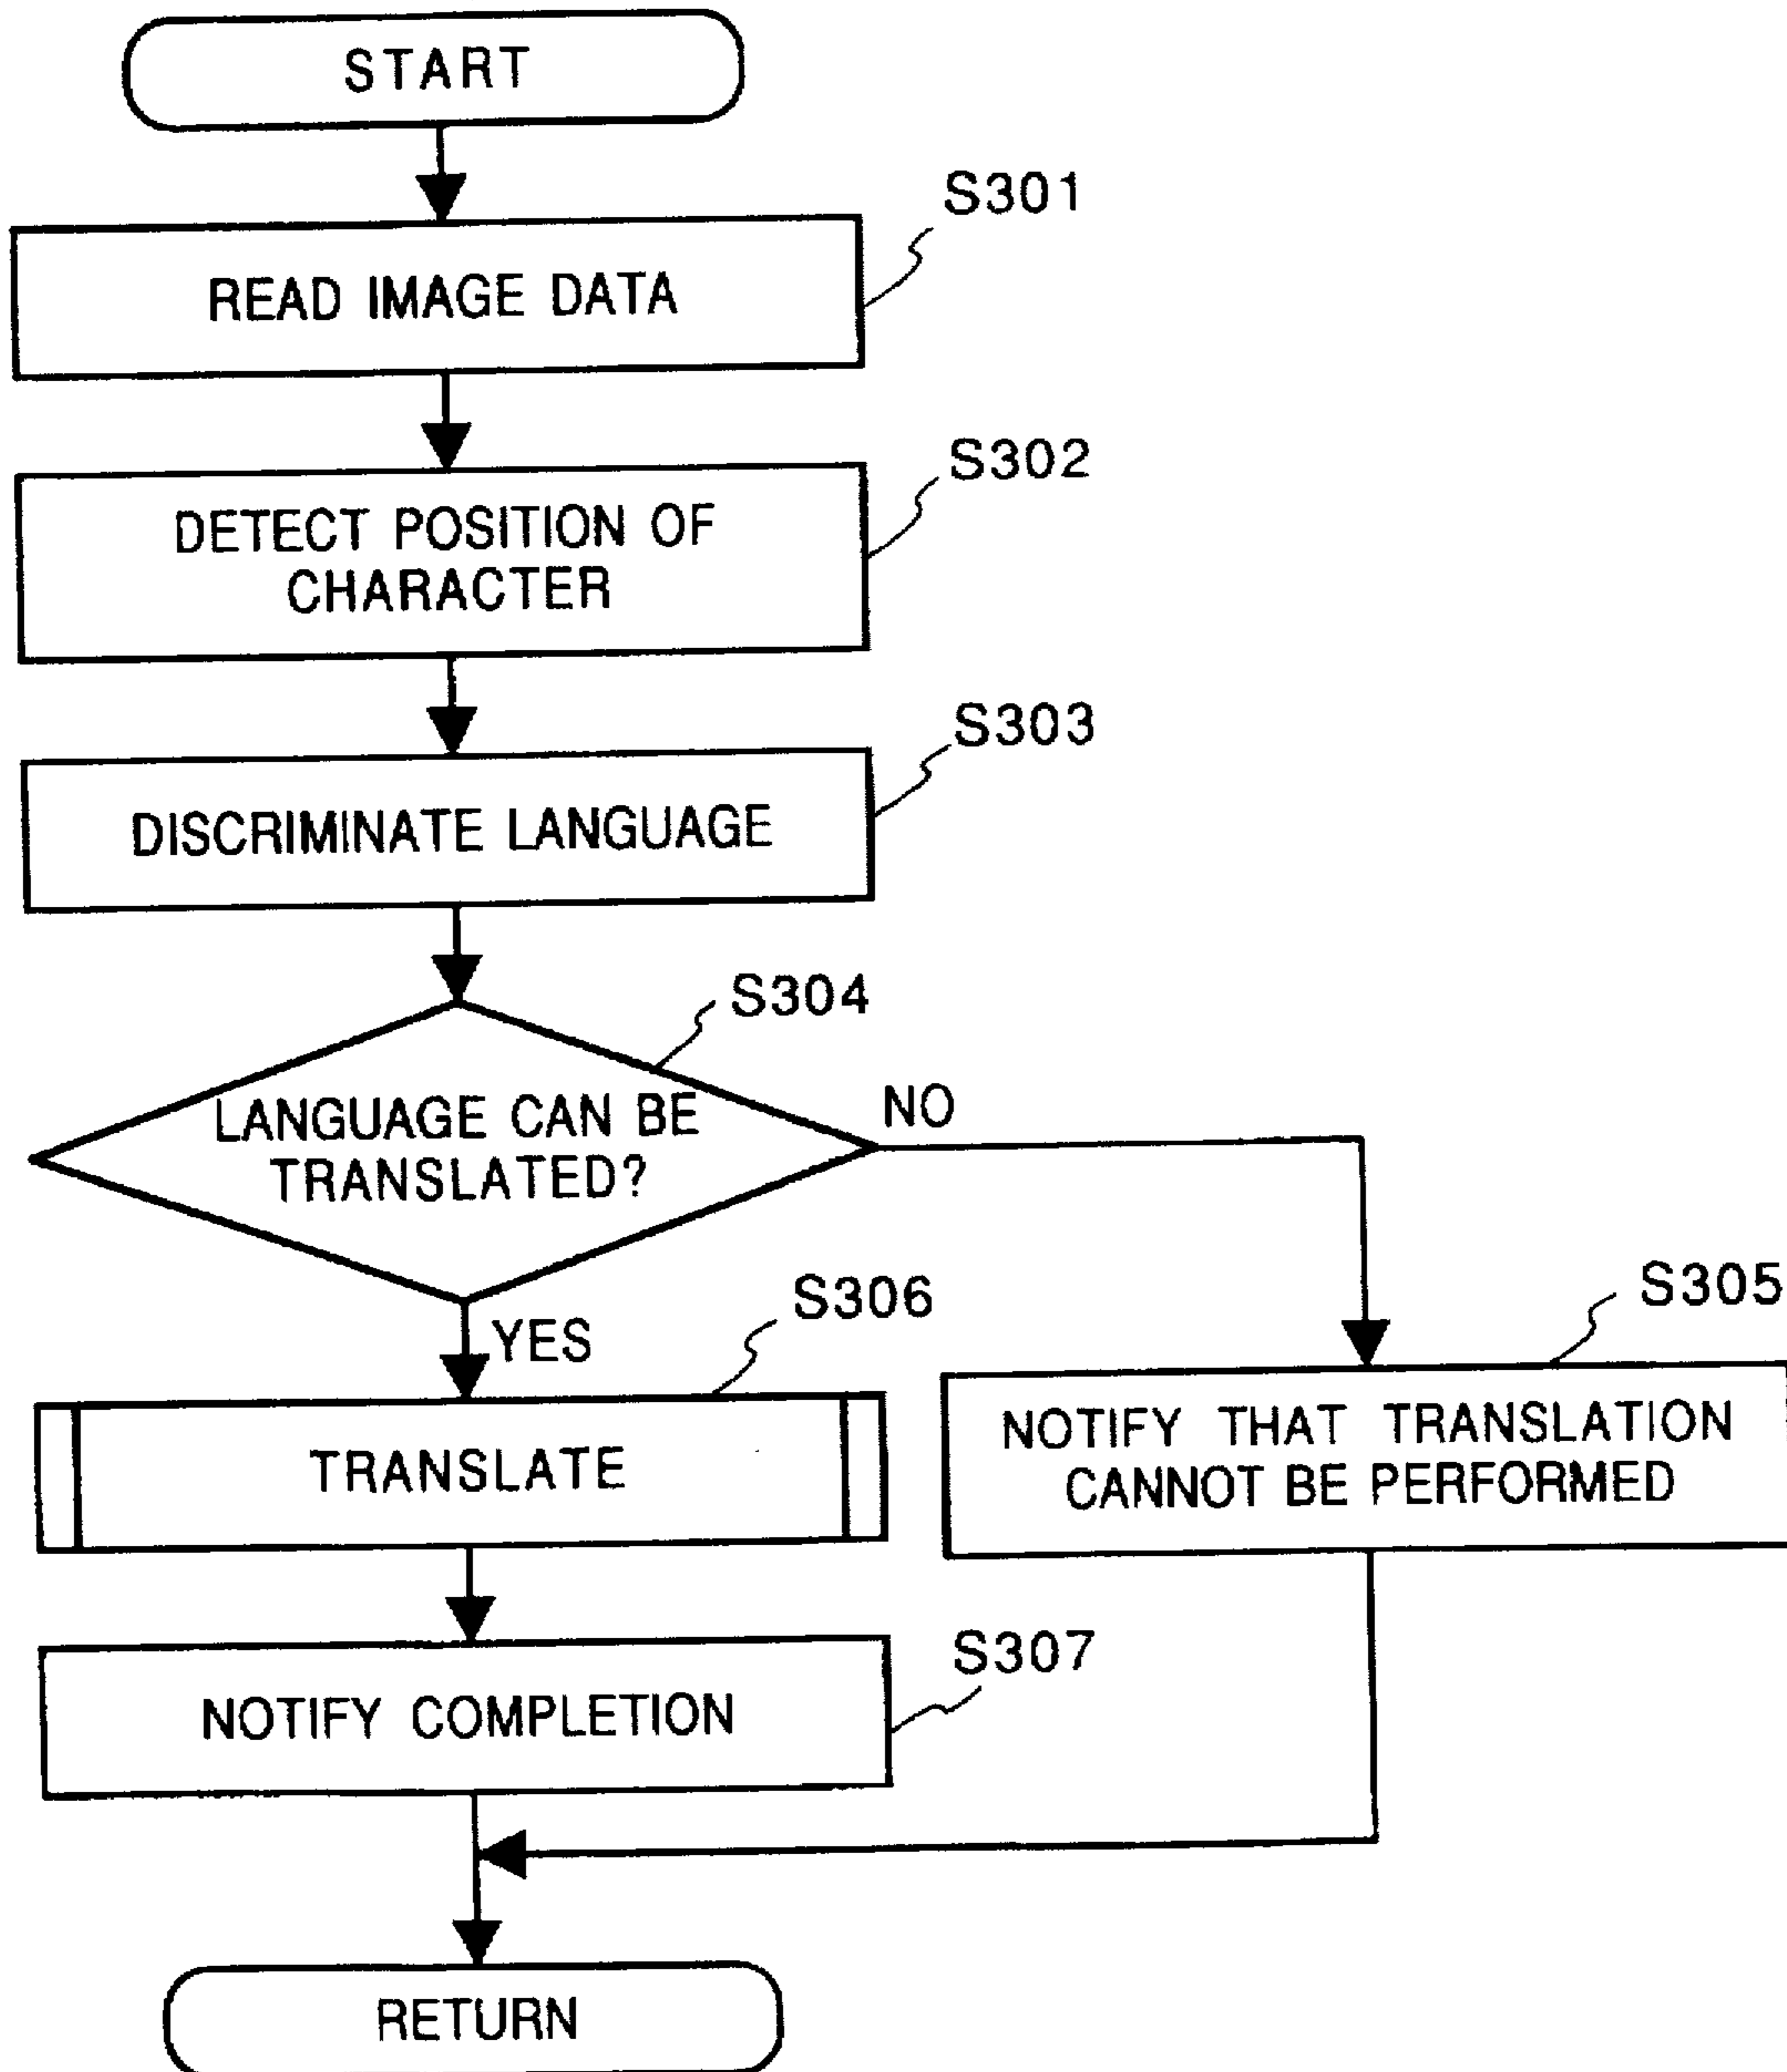 START
S301
READ IMAGE DATA
S302
DETECT POSITION OF
CHARACTER
S303
DISCRIMINATE LANGUAGE
S304
LANGUAGE CAN BE
TRANSLATED?
NO
YES
S306
TRANSLATE
S305
NOTIFY THAT TRANSLATION
CANNOT BE PERFORMED
S307
NOTIFY COMPLETION
RETURN